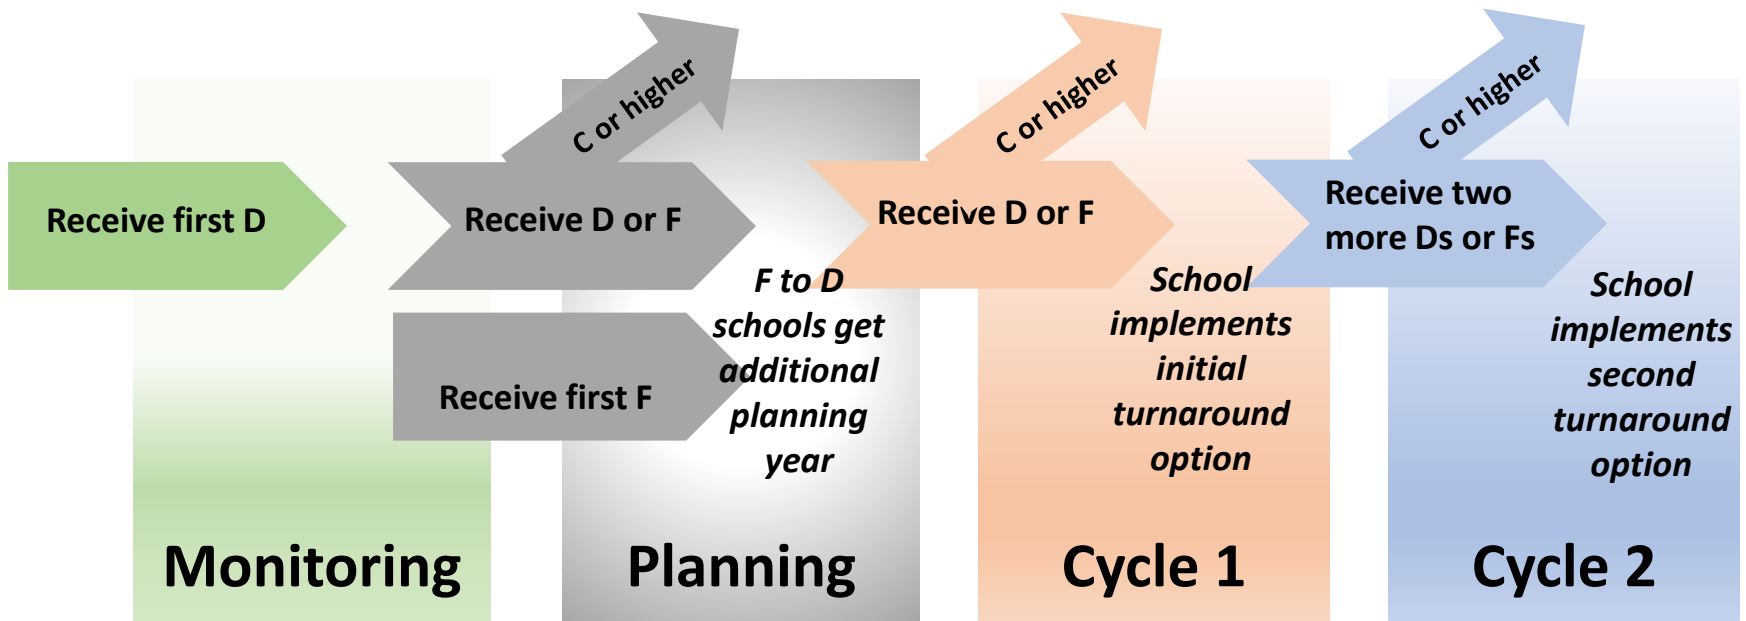 Receive first D
C or higher
Receive D or F
Receive first F
F to D
schools get
additional
planning
year
C or higher
Receive D or F
School
implements
initial
turnaround
option
C or higher
Receive two
more Ds or Fs
School
implements
second
turnaround
option
Monitoring
Planning
Cycle 1
Cycle 2